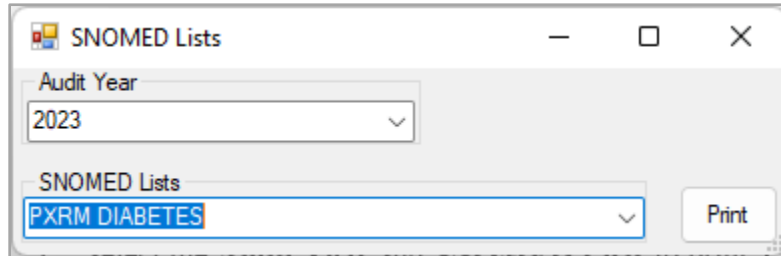 SNOMED Lists
Audit Year
2023
SNOMED Lists
PXRM DIABETES
Print